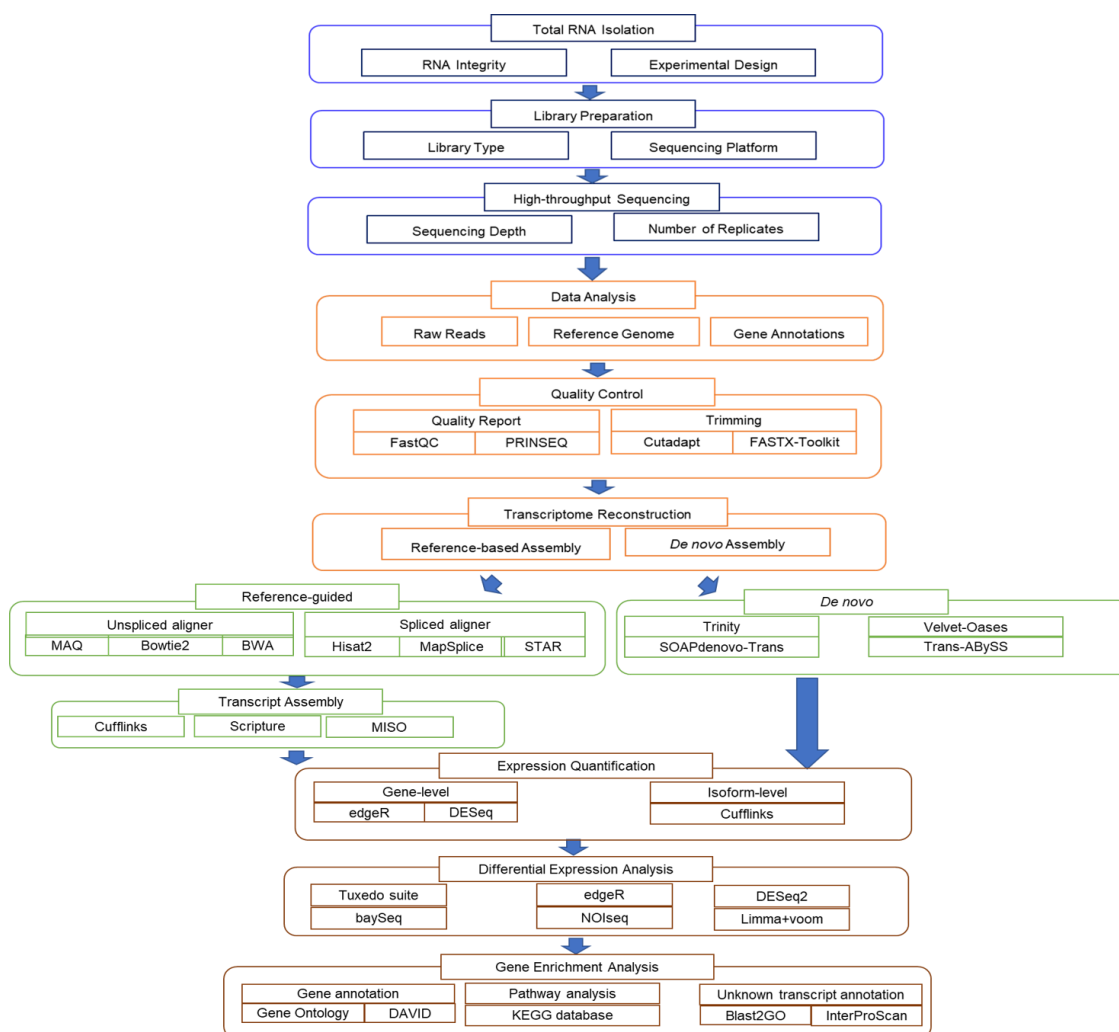 Total RNA Isolation
RNA Integrity
Experimental Design
Library Preparation
Library Type
Sequencing Platform
High-throughput Sequencing
Sequencing Depth
Number of Replicates
Data Analysis
Raw Reads
Reference Genome
Gene Annotations
Quality Control
Quality Report
Trimming
FastQC
PRINSEQ
Cutadapt
FASTX-Toolkit
Transcriptome Reconstruction
Reference-based Assembly
De novo Assembly
Reference-guided
Unspliced aligner
Spliced aligner
MAQ
Bowtie2
BWA
Hisat2
MapSplice
STAR
De novo
Trinity
Velvet-Oases
SOAPdenovo-Trans
Trans-ABySS
Transcript Assembly
Cufflinks
Scripture
MISO
Expression Quantification
Gene-level
Isoform-level
edgeR
DESeq
Cufflinks
Differential Expression Analysis
Tuxedo suite
edgeR
DESeq2
baySeq
NOIseq
Limma+voom
Gene Enrichment Analysis
Gene annotation
Pathway analysis
Unknown transcript annotation
Gene Ontology
DAVID
KEGG database
Blast2GO
InterProScan